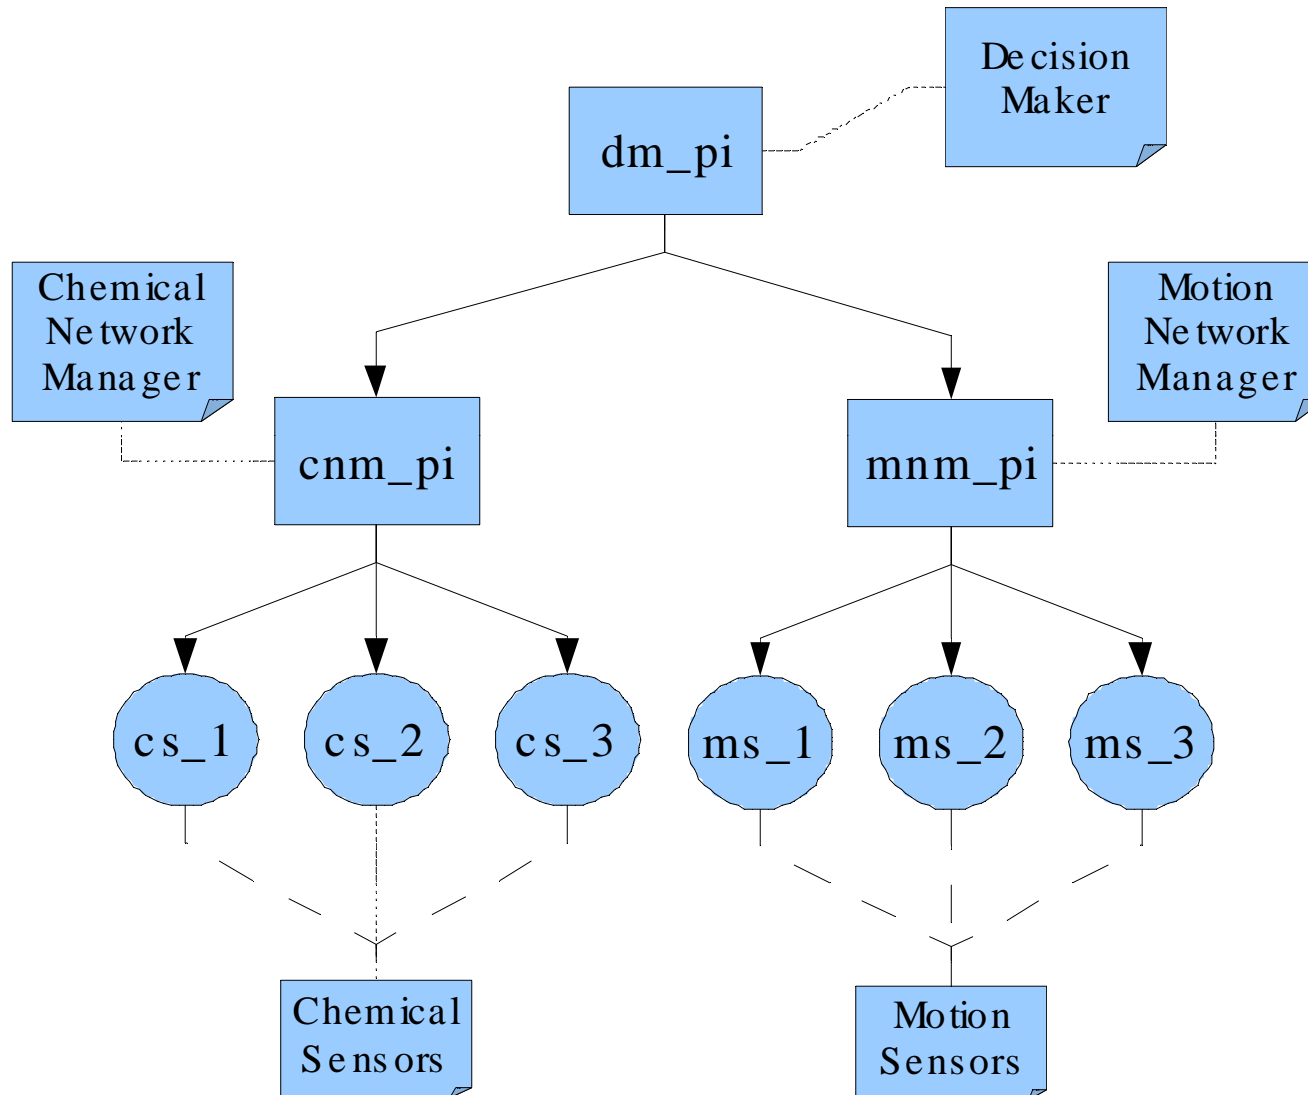 Decision
Maker
dm_pi
Chemical
Network
Manager
Motion
Network
Manager
cnm_pi
mnm_pi
cs_1
cs_2
cs_3
ms_1
ms_2
ms_3
Chemical
Sensors
Motion
Sensors